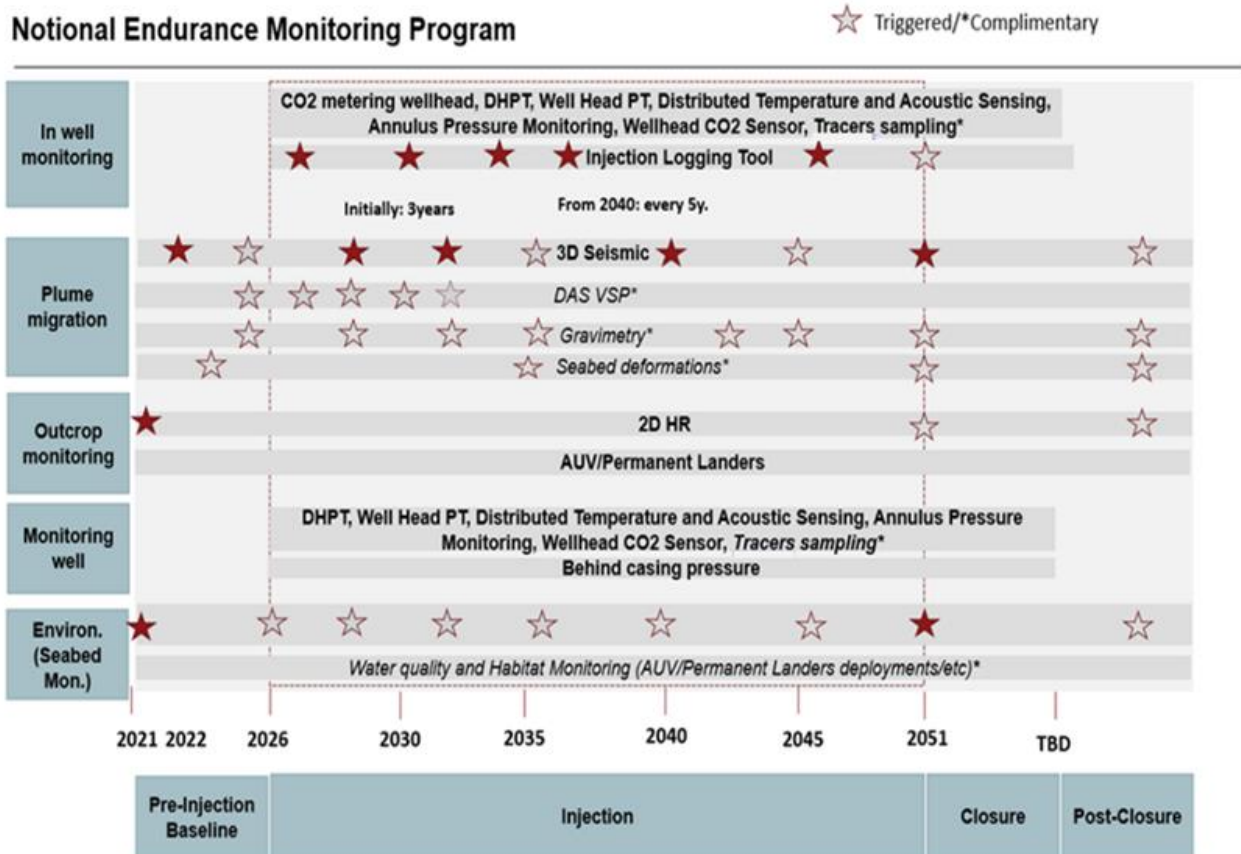 Notional Endurance Monitoring Program
Triggered/*Complimentary
In well
monitoring
CO2 metering wellhead, DHPT, Well Head PT, Distributed Temperature and Acoustic Sensing,
Annulus Pressure Monitoring, Wellhead CO2 Sensor, Tracers sampling*
Injection Logging Tool
Initially: 3years
From 2040: every 5y.
Plume
migration
3D Seismic
DAS VSP*
Gravimetry*
Seabed deformations*
Outcrop
monitoring
2D HR
AUV/Permanent Landers
Monitoring
well
DHPT, Well Head PT, Distributed Temperature and Acoustic Sensing, Annulus Pressure
Monitoring, Wellhead CO2 Sensor, Tracers sampling*
Behind casing pressure
Environ.
(Seabed
Mon.)
Water quality and Habitat Monitoring (AUV/Permanent Landers deployments/etc)*
2021 2022 2026 2030 2035 2040 2045 2051 TBD
Pre-Injection
Baseline
Injection
Closure
Post-Closure